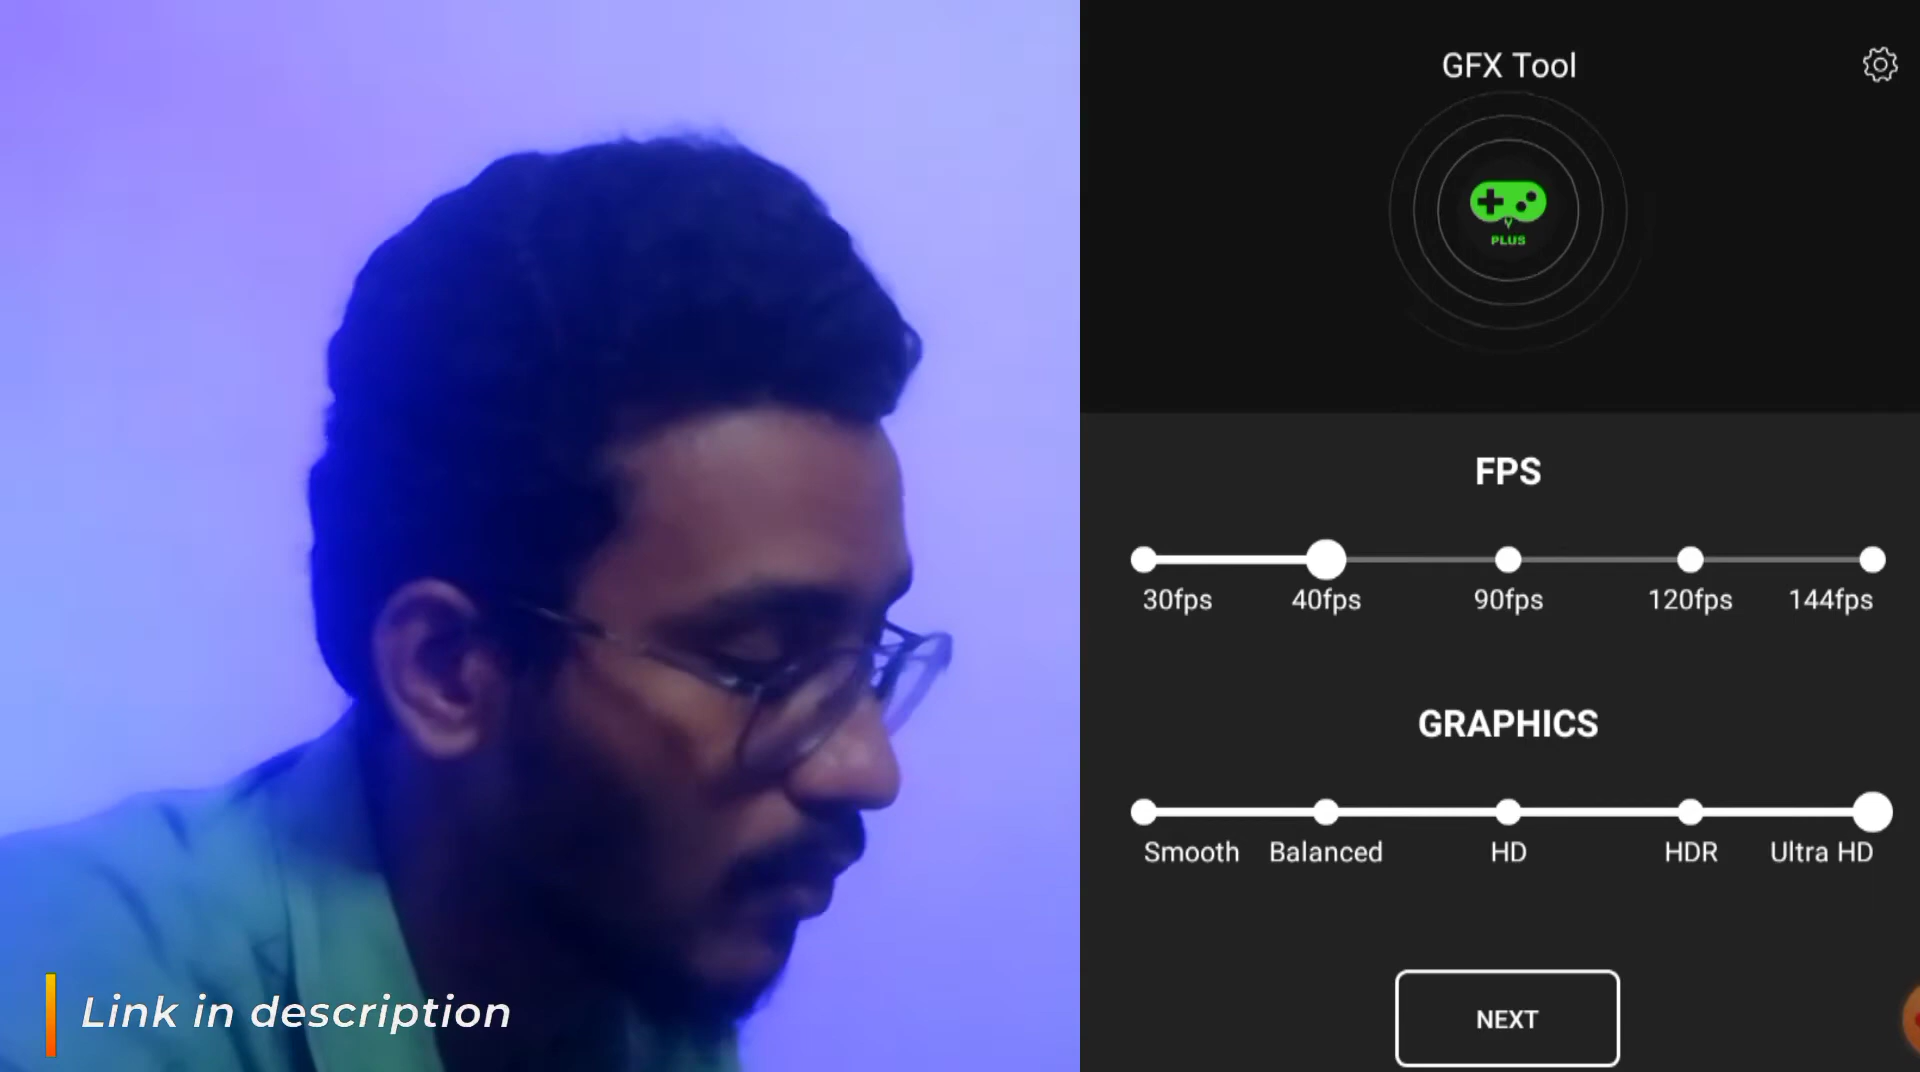 GFX Tool
PLUS
FPS
30fps 40fps 90fps 120fps 144fps
GRAPHICS
Smooth Balanced HD HDR Ultra HD
NEXT
Link in description